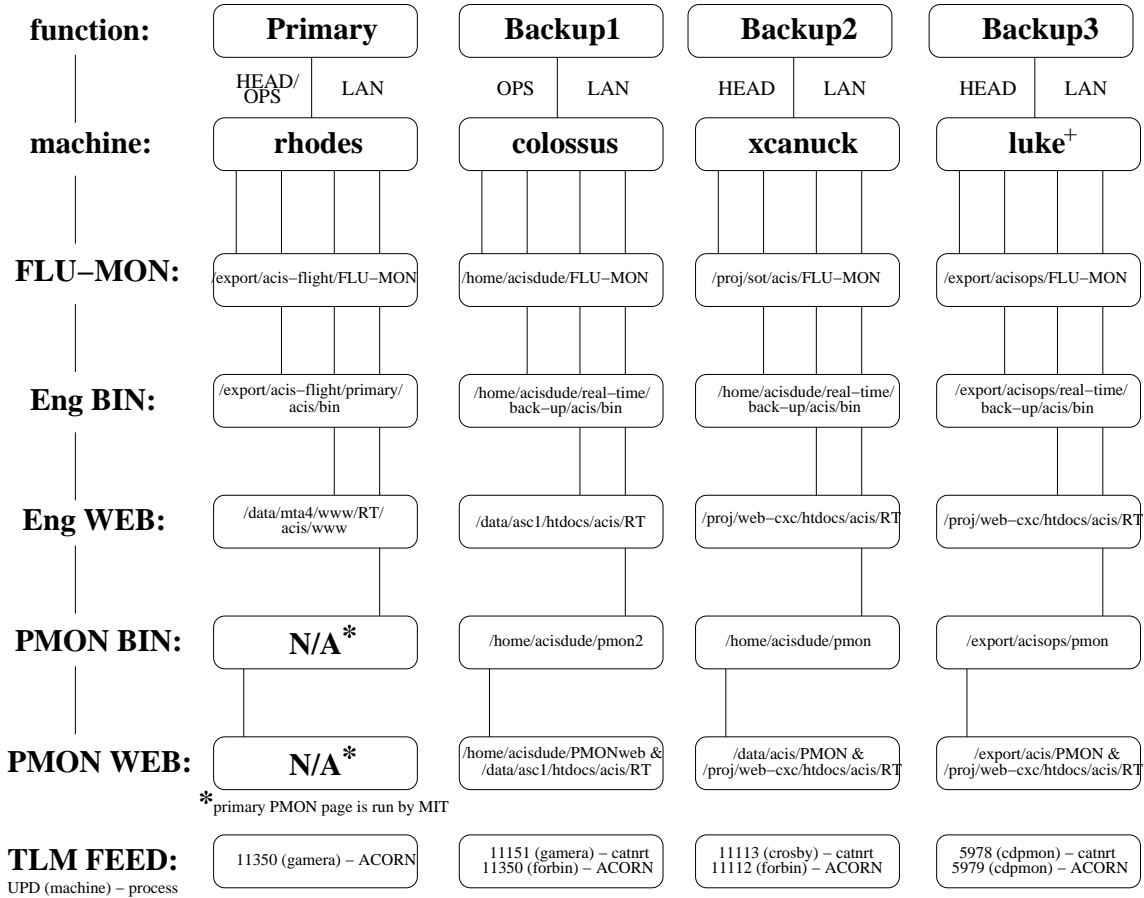 function: Primary Backup1 Backup2 Backup3
HEAD/ OPS LAN OPS LAN HEAD LAN HEAD LAN
machine: rhodes colossus xcanuck luke+
FLU−MON: /export/acis−flight/FLU−MON /home/acisdude/FLU−MON /proj/sot/acis/FLU−MON /export/acisops/FLU−MON
Eng BIN: /export/acis−flight/primary/ /home/acisdude/real−time/ /home/acisdude/real−time/ /export/acisops/real−time/
acis/bin back−up/acis/bin back−up/acis/bin back−up/acis/bin
Eng WEB: /data/mta4/www/RT/ /data/asc1/htdocs/acis/RT /proj/web−cxc/htdocs/acis/RT /proj/web−cxc/htdocs/acis/RT
acis/www
PMON BIN: N/A* /home/acisdude/pmon2 /home/acisdude/pmon /export/acisops/pmon
PMON WEB: N/A* /home/acisdude/PMONweb & /data/acis/PMON & /export/acis/PMON &
/data/asc1/htdocs/acis/RT /proj/web−cxc/htdocs/acis/RT /proj/web−cxc/htdocs/acis/RT
*primary PMON page is run by MIT
TLM FEED: 11350 (gamera) – ACORN 11151 (gamera) – catnrt 11113 (crosby) – catnrt 5978 (cdpmon) – catnrt
11350 (forbin) – ACORN 11112 (forbin) – ACORN 5979 (cdpmon) – ACORN
UPD (machine) – process